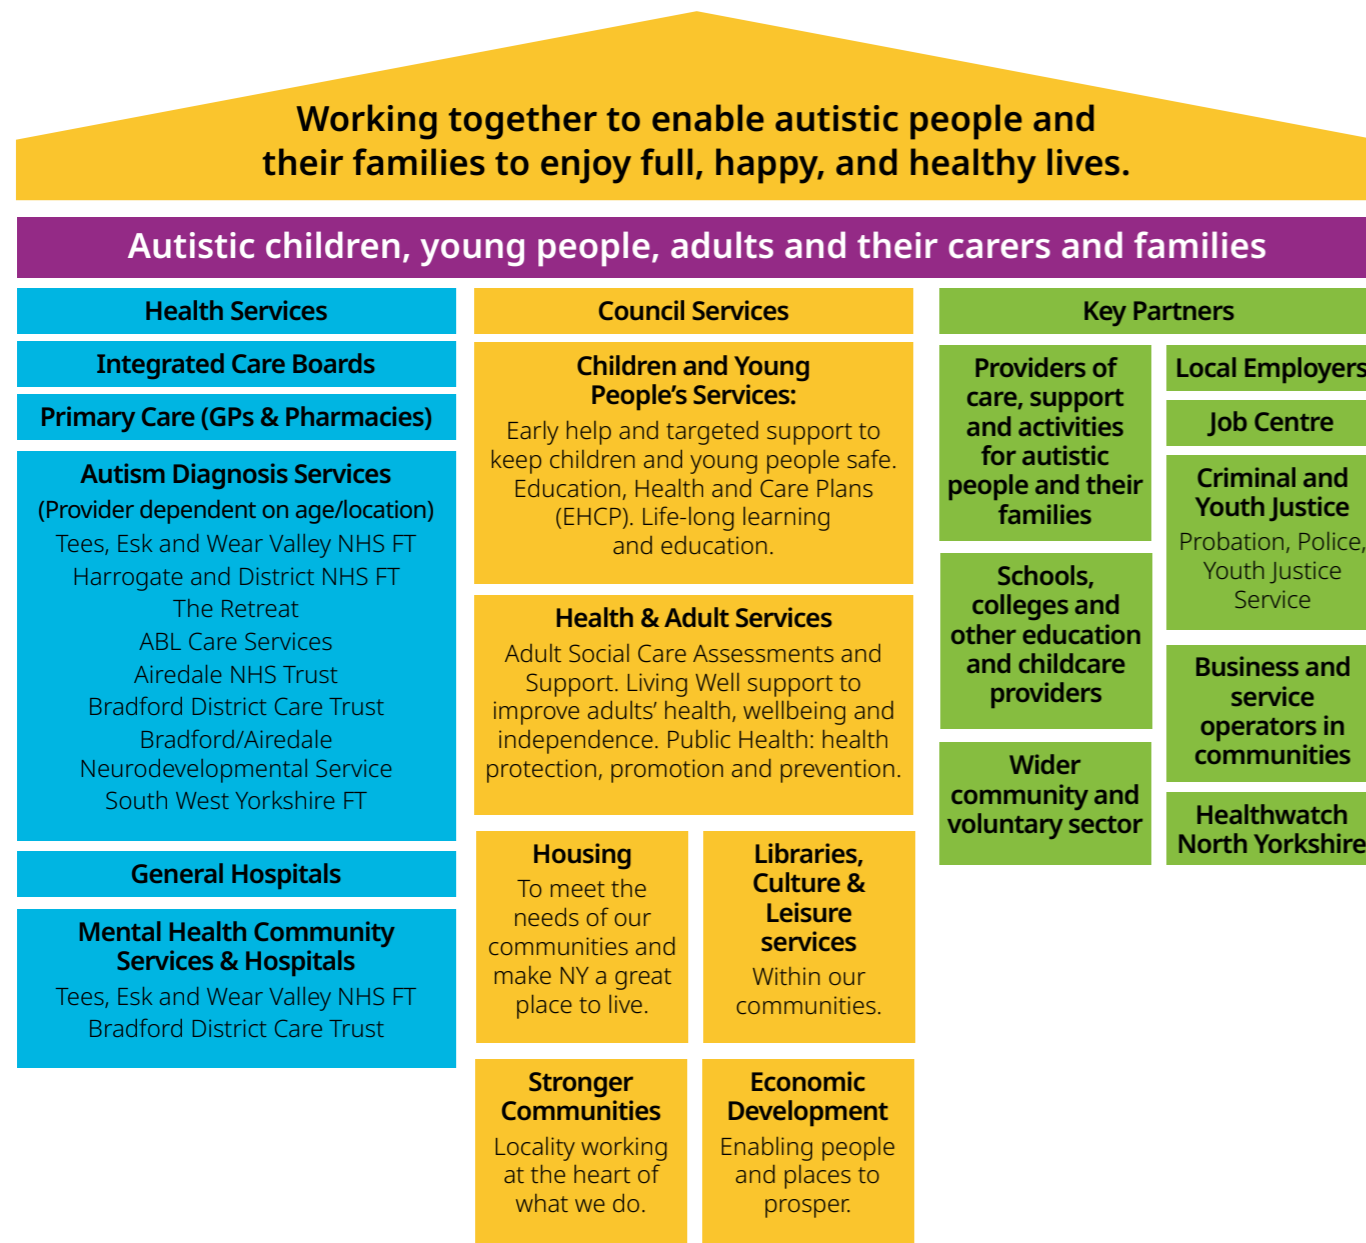 Working together to enable autistic people and
their families to enjoy full, happy, and healthy lives.
Autistic children, young people, adults and their carers and families
Health Services
Integrated Care Boards
Primary Care (GPs & Pharmacies)
Autism Diagnosis Services
(Provider dependent on age/location)
Tees, Esk and Wear Valley NHS FT
Harrogate and District NHS FT
The Retreat
ABL Care Services
Airedale NHS Trust
Bradford District Care Trust
Bradford/Airedale
Neurodevelopmental Service
South West Yorkshire FT
General Hospitals
Mental Health Community
Services & Hospitals
Tees, Esk and Wear Valley NHS FT
Bradford District Care Trust
Council Services
Children and Young
People’s Services:
Early help and targeted support to
keep children and young people safe.
Education, Health and Care Plans
(EHCP). Life-long learning
and education.
Health & Adult Services
Adult Social Care Assessments and
Support. Living Well support to
improve adults’ health, wellbeing and
independence. Public Health: health
protection, promotion and prevention.
Housing
To meet the
needs of our
communities and
make NY a great
place to live.
Libraries,
Culture &
Leisure
services
Within our
communities.
Stronger
Communities
Locality working
at the heart of
what we do.
Economic
Development
Enabling people
and places to
prosper.
Key Partners
Providers of
care, support
and activities
for autistic
people and their
families
Schools,
colleges and
other education
and childcare
providers
Wider
community and
voluntary sector
Local Employers
Job Centre
Criminal and
Youth Justice
Probation, Police,
Youth Justice
Service
Business and
service
operators in
communities
Healthwatch
North Yorkshire